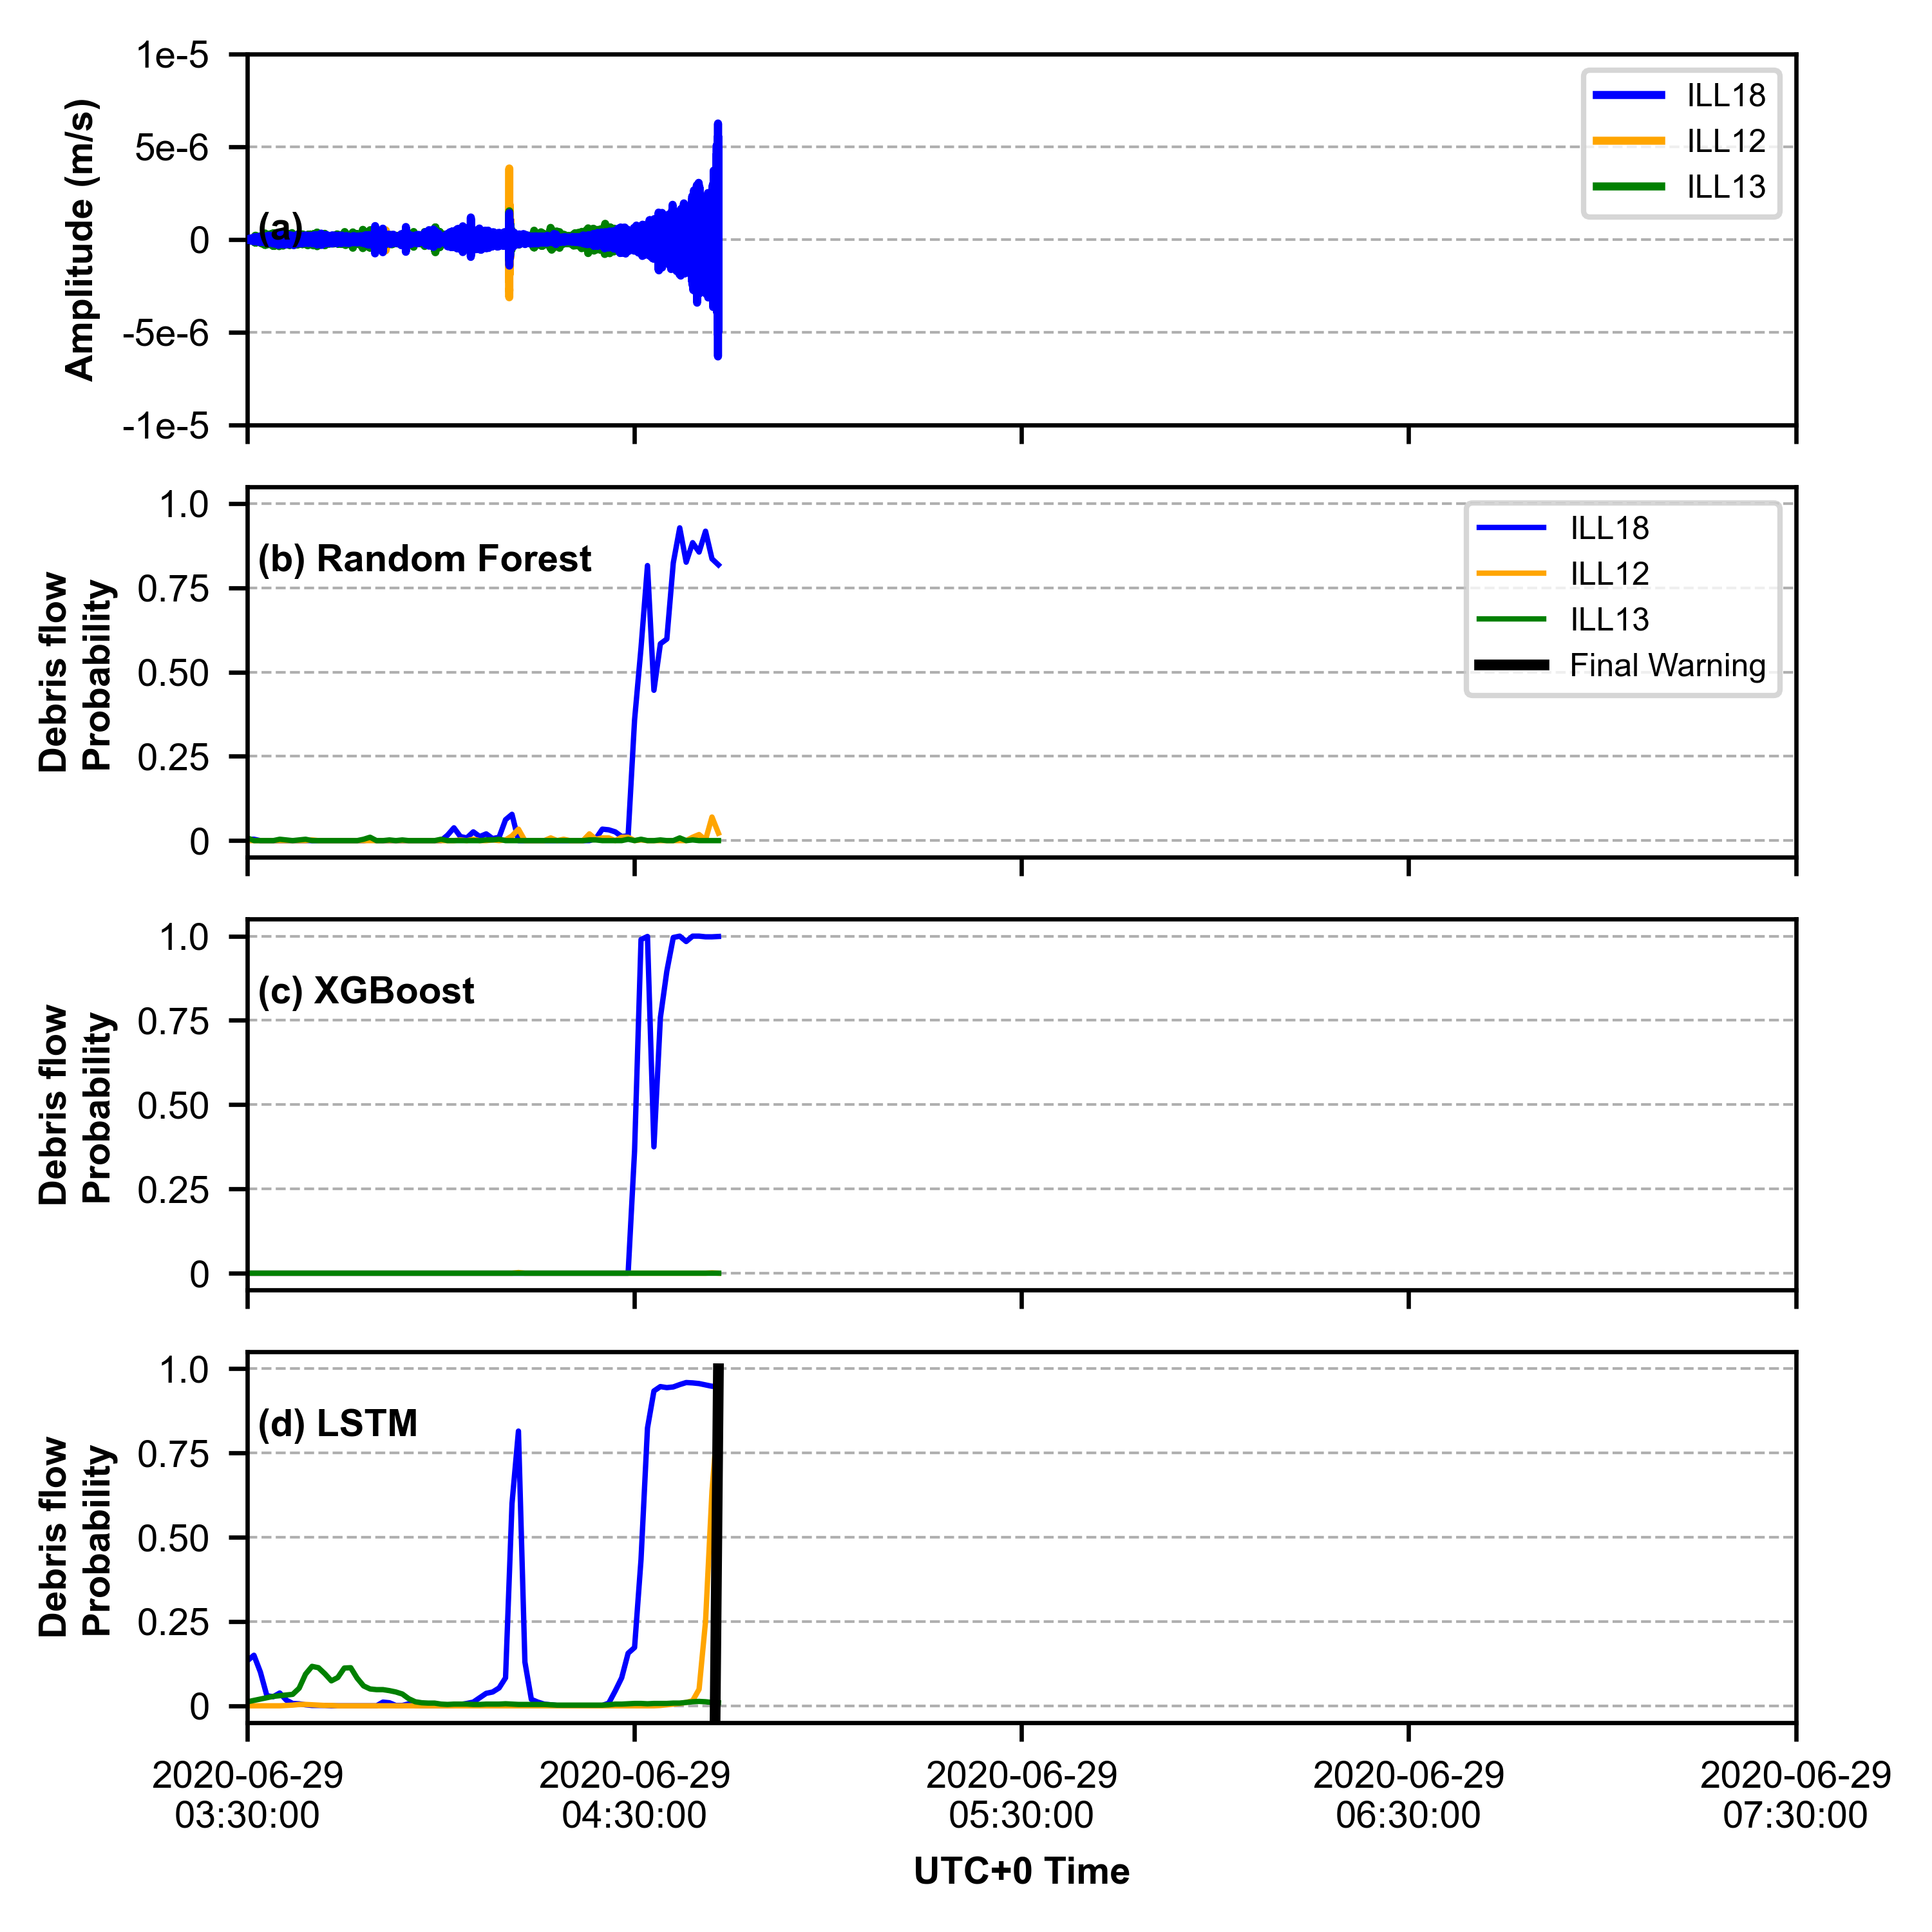 1e-5
5e-6
0
-5e-6
-1e-5
Amplitude (m/s)
(a)
ILL18
ILL12
ILL13
1.0
0.75
0.50
0.25
0
Debris flow
Probability
(b) Random Forest
ILL18
ILL12
ILL13
Final Warning
1.0
0.75
0.50
0.25
0
Debris flow
Probability
(c) XGBoost
1.0
0.75
0.50
0.25
0
Debris flow
Probability
(d) LSTM
2020-06-29
03:30:00
2020-06-29
04:30:00
2020-06-29
05:30:00
2020-06-29
06:30:00
2020-06-29
07:30:00
UTC+0 Time